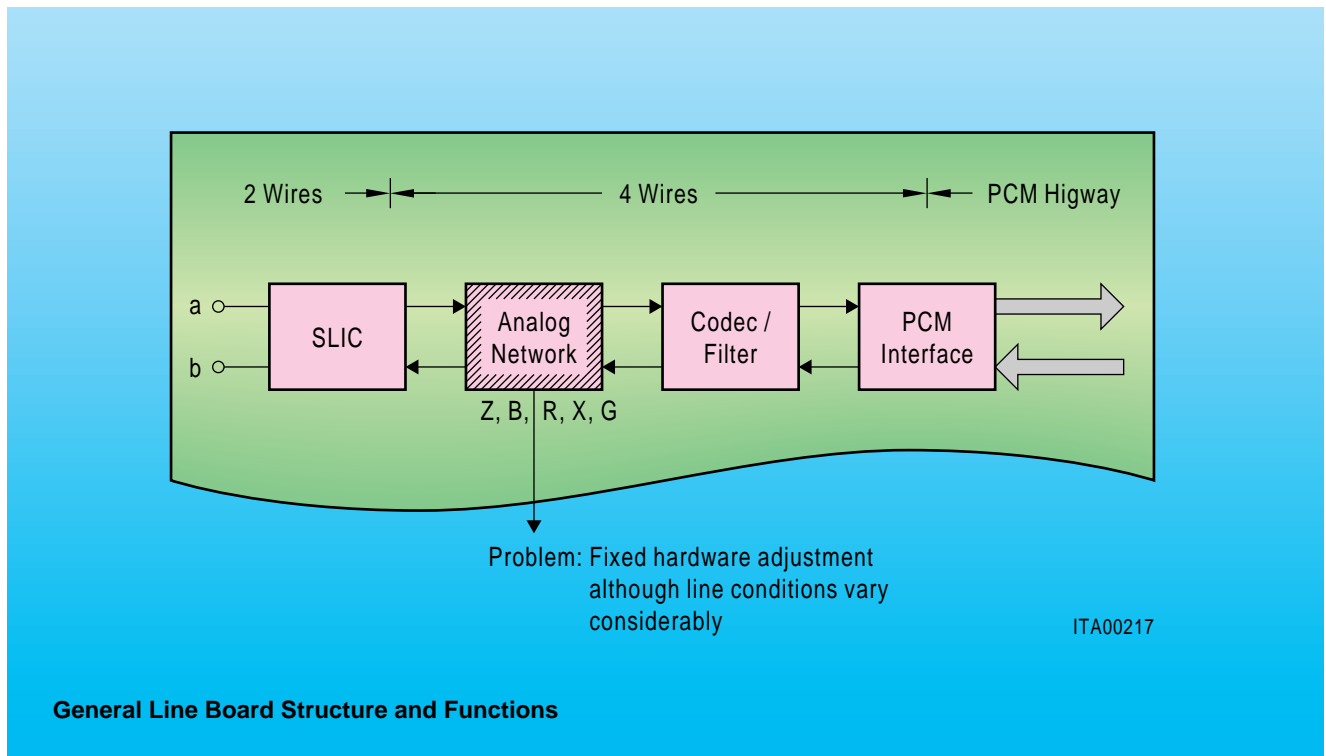 2 Wires
4 Wires
PCM Higway
a
b
SLIC
Analog
Network
Codec /
Filter
PCM
Interface
Z, B, R, X, G
Problem: Fixed hardware adjustment
although line conditions vary
considerably
ITA00217
General Line Board Structure and Functions